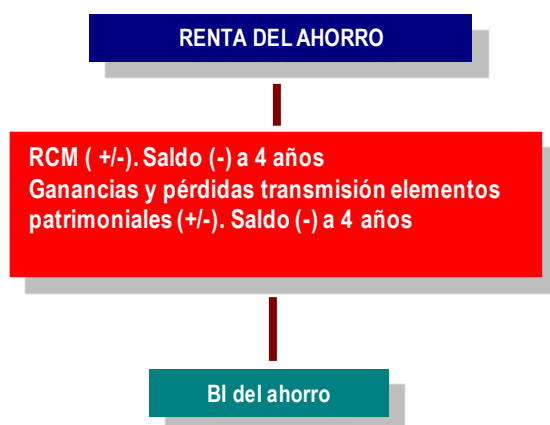 RENTA DEL AHORRO
RCM ( +/-). Saldo (-) a 4 años
Ganancias y pérdidas transmisión elementos
patrimoniales (+/-). Saldo (-) a 4 años
BI del ahorro